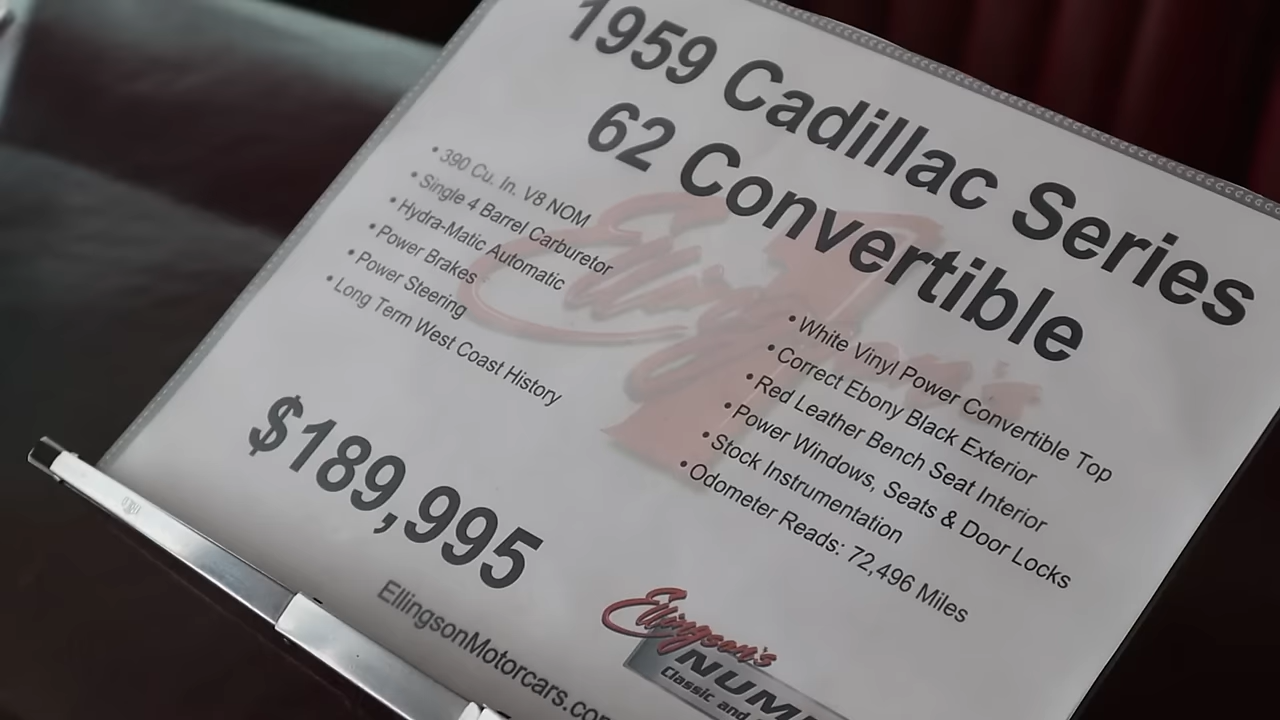 1959 Cadillac Series
62 Convertible
• 390 Cu. In. V8 NOM
• Single 4 Barrel Carburetor
• Hydra-Matic Automatic
• Power Brakes
• Power Steering
• Long Term West Coast History
• White Vinyl Power Convertible Top
• Correct Ebony Black Exterior
• Red Leather Bench Seat Interior
• Power Windows, Seats & Door Locks
• Stock Instrumentation
• Odometer Reads: 72,496 Miles
$189,995
EllingsonMotorcars.co
Ellingson's
NUM
Classic and